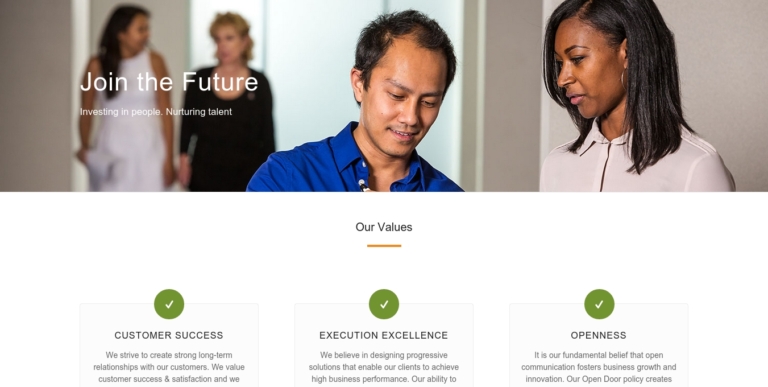 Join the Future
Investing in people. Nurturing talent
Our Values
CUSTOMER SUCCESS
We strive to create strong long-term
relationships with our customers. We value
customer success & satisfaction and we
EXECUTION EXCELLENCE
We believe in designing progressive
solutions that enable our clients to achieve
high business performance. Our ability to
OPENNESS
It is our fundamental belief that open
communication fosters business growth and
innovation. Our Open Door policy creates